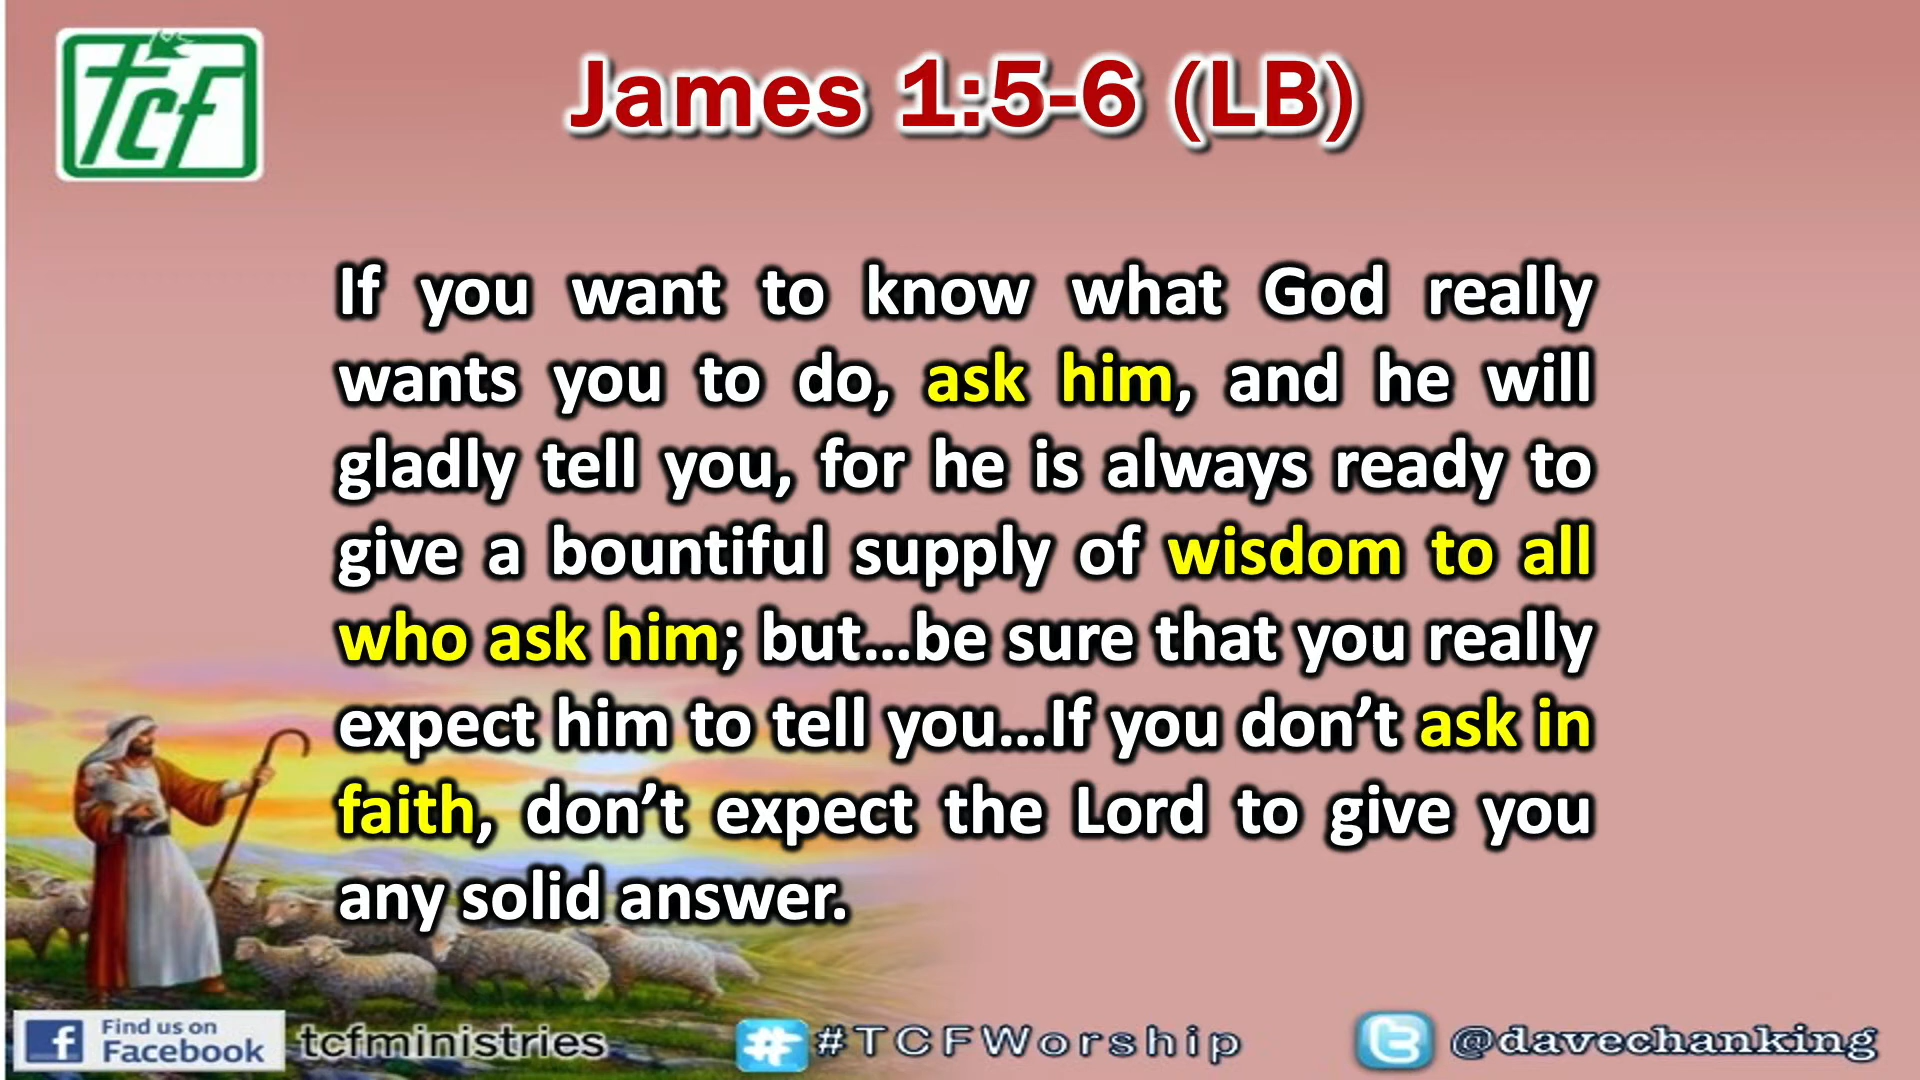 tcf
James 1:5-6 (LB)
If you want to know what God really
wants you to do, ask him, and he will
gladly tell you, for he is always ready to
give a bountiful supply of wisdom to all
who ask him; but…be sure that you really
expect him to tell you…If you don’t ask in
faith, don’t expect the Lord to give you
any solid answer.
Find us on
Facebook
tcfministries
#TCFWorship
@davechanking